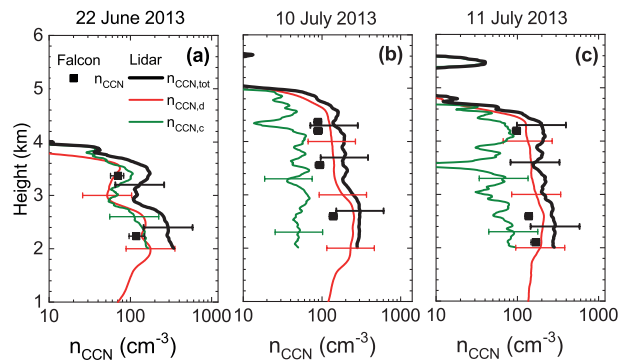 22 June 2013
10 July 2013
11 July 2013
(a)
(b)
(c)
Falcon
Lidar
n_CCN
n_CCN,tot
n_CCN,d
n_CCN,c
Height (km)
6
5
4
3
2
1
10
100
1000
10
100
1000
10
100
1000
n_CCN (cm⁻³)
n_CCN (cm⁻³)
n_CCN (cm⁻³)